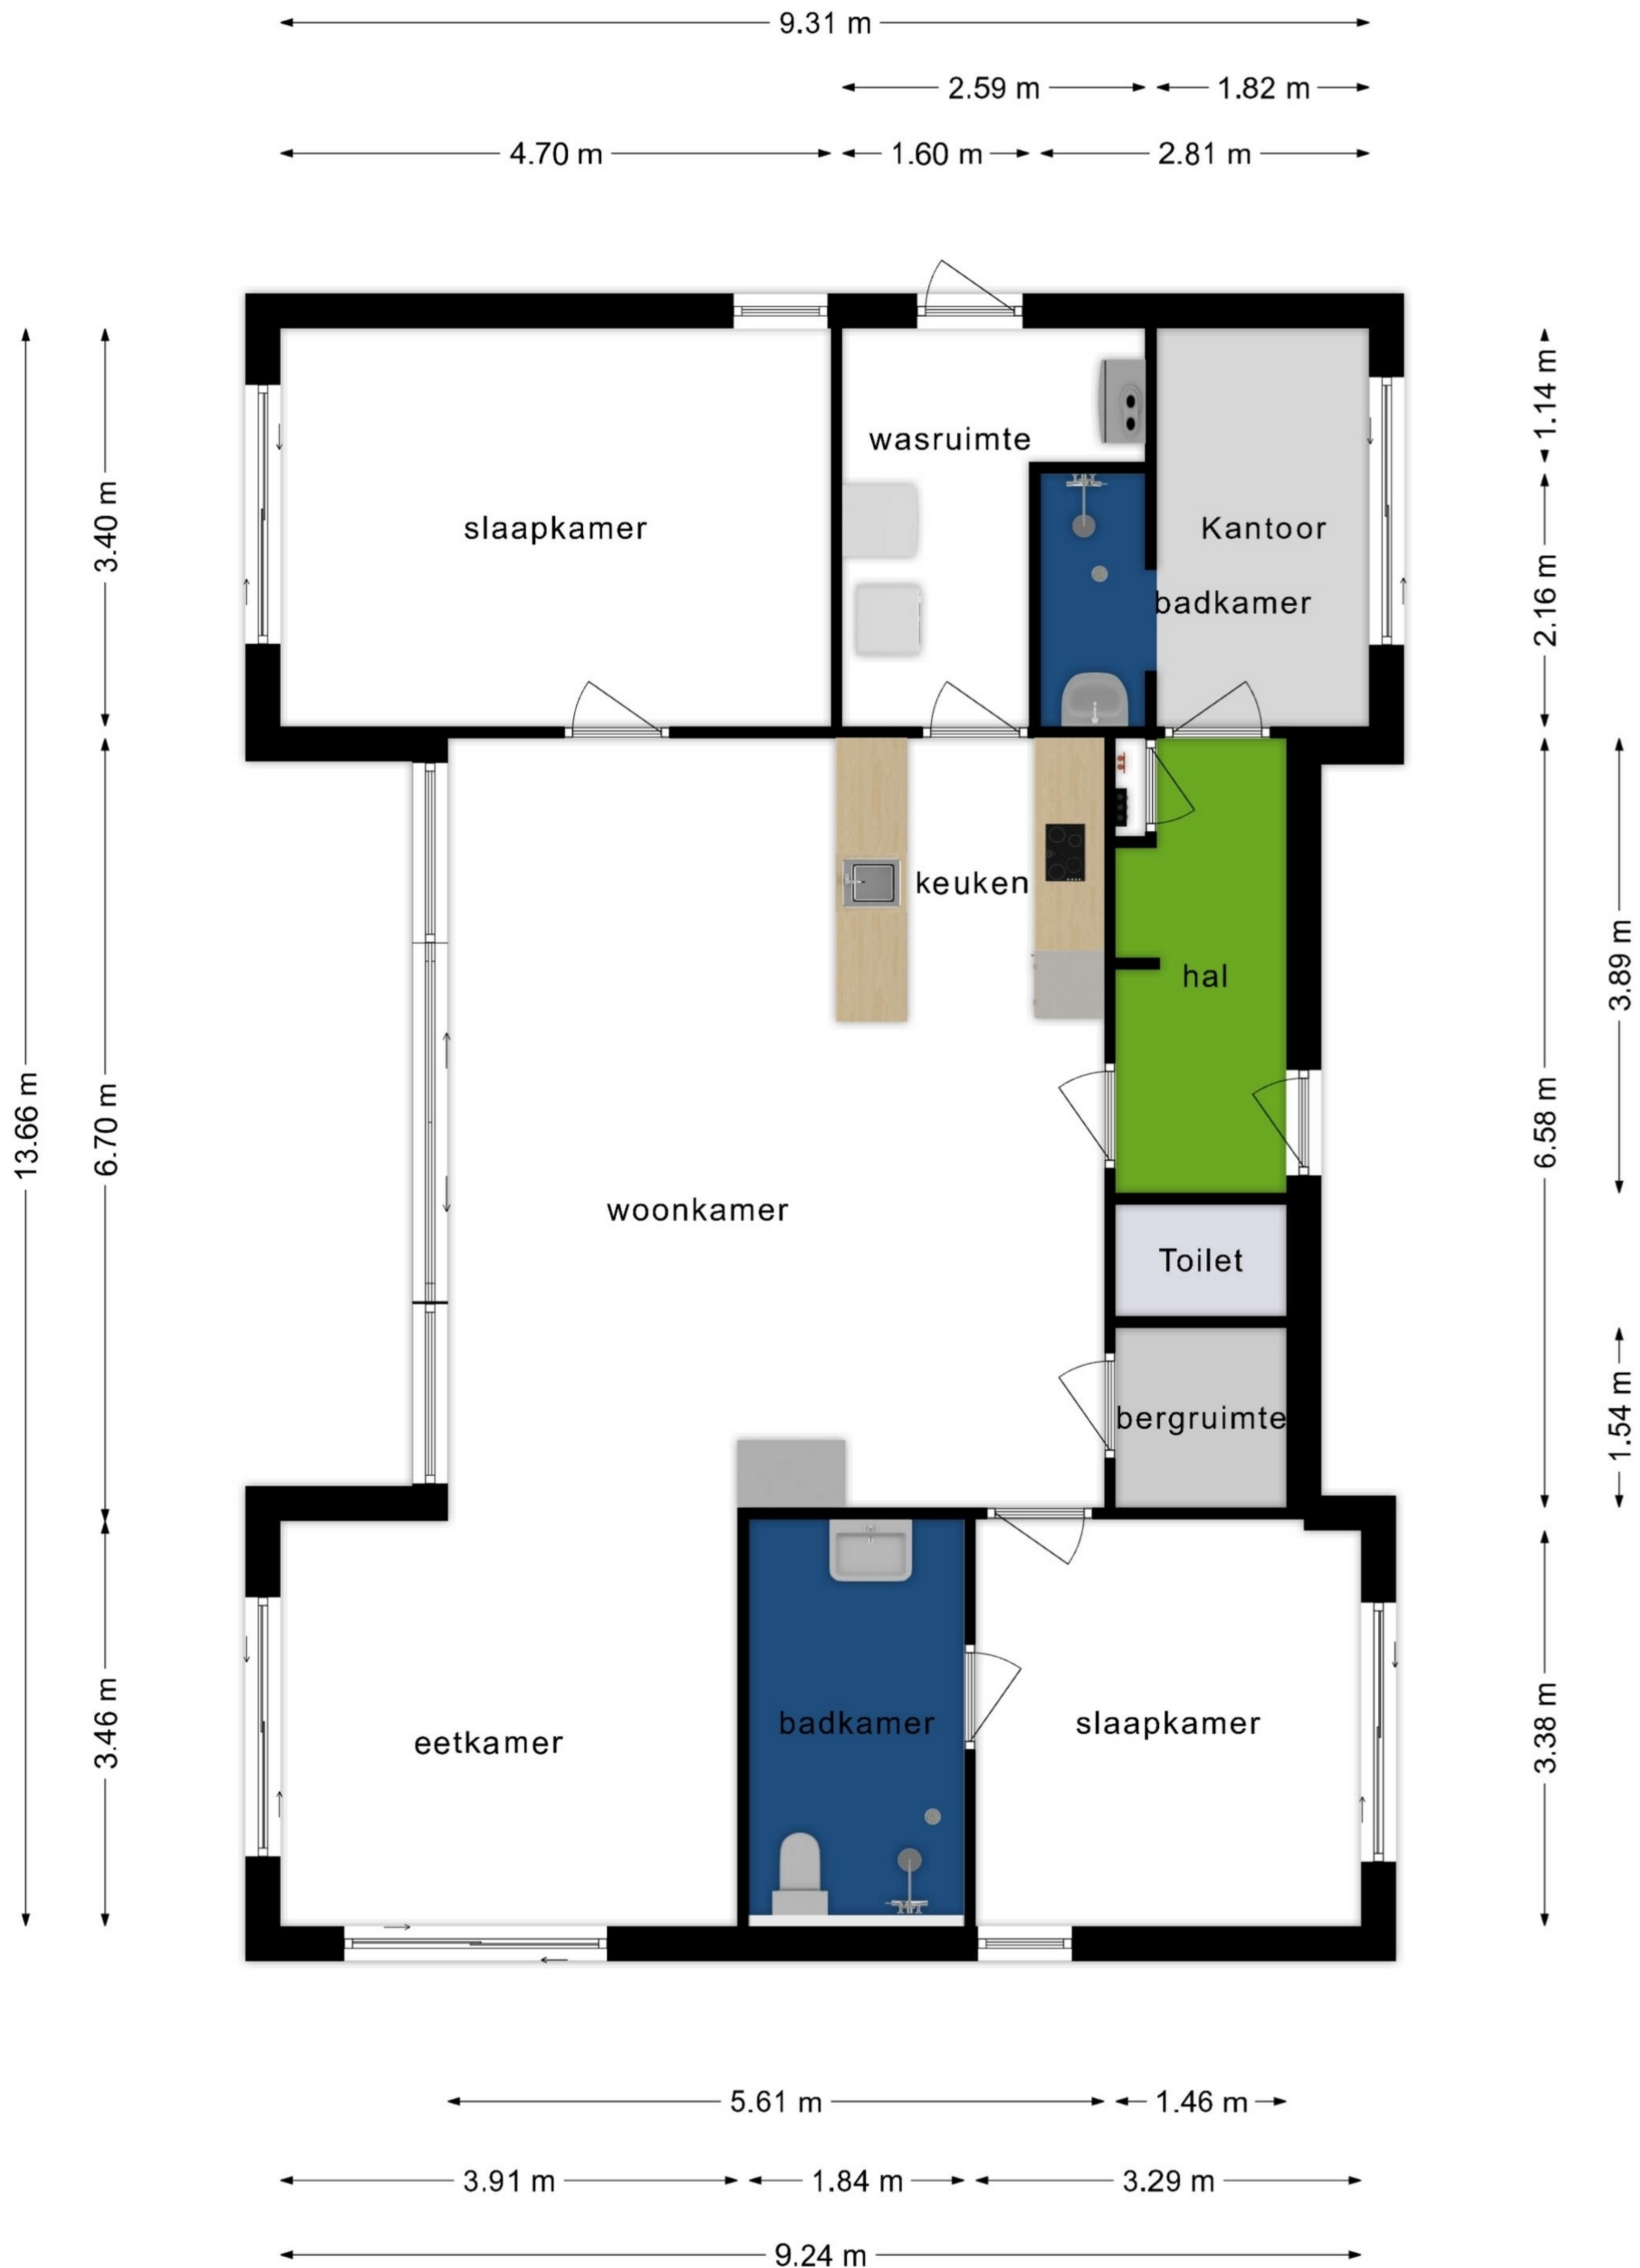 9.31 m
2.59 m
1.82 m
4.70 m
1.60 m
2.81 m
1.14 m
wasruimte
3.40 m
slaapkamer
Kantoor
badkamer
2.16 m
keuken
hal
3.89 m
13.66 m
6.70 m
6.58 m
woonkamer
Toilet
bergruimte
1.54 m
3.46 m
eetkamer
badkamer
slaapkamer
3.38 m
5.61 m
1.46 m
3.91 m
1.84 m
3.29 m
9.24 m